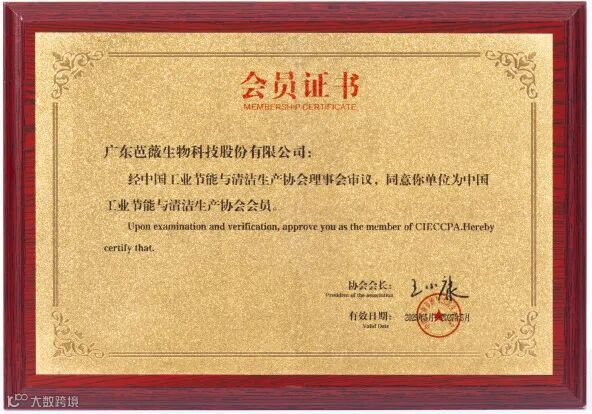 会员证书
MEMBERSHIP CERTIFICATE
广东芭薇生物科技股份有限公司：
经中国工业节能与清洁生产协会理事会审议，同意你单位为中国
工业节能与清洁生产协会会员。
Upon examination and verification, approve you as the member of CIECCPA.Hereby
certify that.
协会会长：
President of the association
王小康
有效日期：
Valid Date
大数跨境